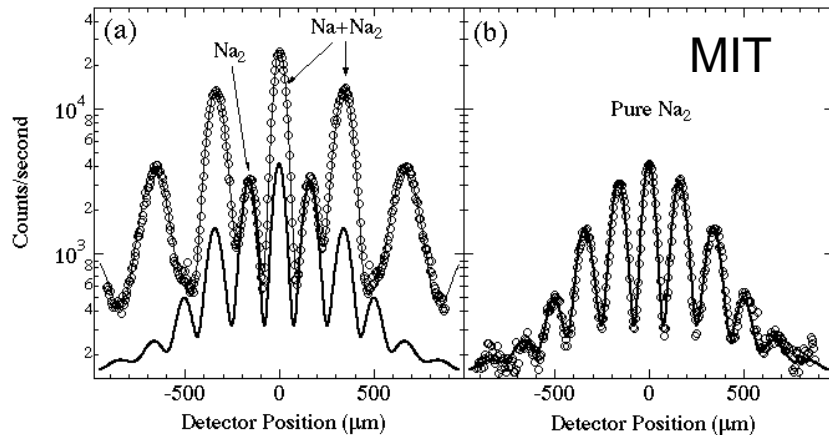 (a)
Na+Na₂
Na₂
(b)
MIT
Pure Na₂
Counts/second
4
2
10⁴
8
6
4
2
10³
8
6
4
2
-500 0 500
Detector Position (μm)
-500 0 500
Detector Position (μm)